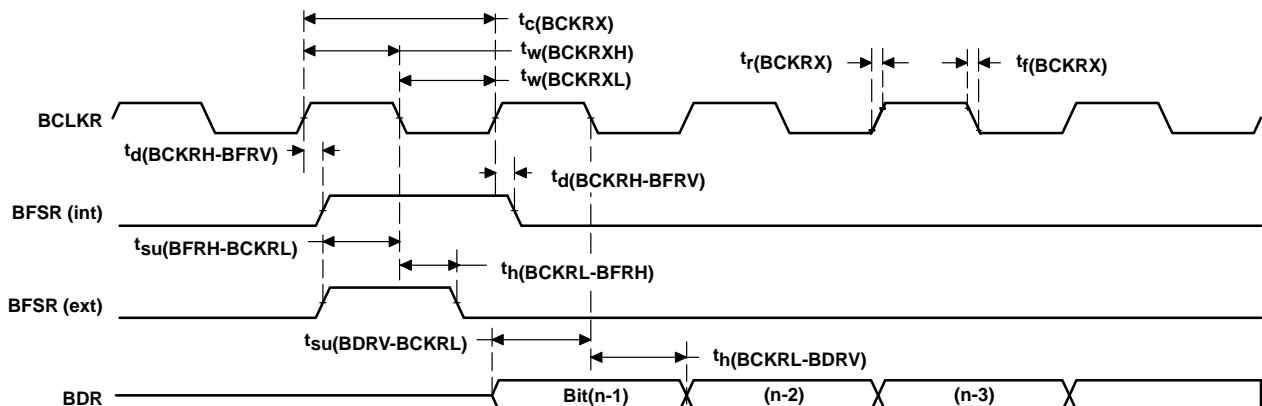 tc(BCKRX)
tw(BCKRXH)
tr(BCKRX)
tf(BCKRX)
tw(BCKRXL)
BCLKR
td(BCKRH-BFRV)
td(BCKRH-BFRV)
BFSR (int)
tsu(BFRH-BCKRL)
th(BCKRL-BFRH)
BFSR (ext)
tsu(BDRV-BCKRL)
th(BCKRL-BDRV)
BDR
Bit(n-1)
(n-2)
(n-3)